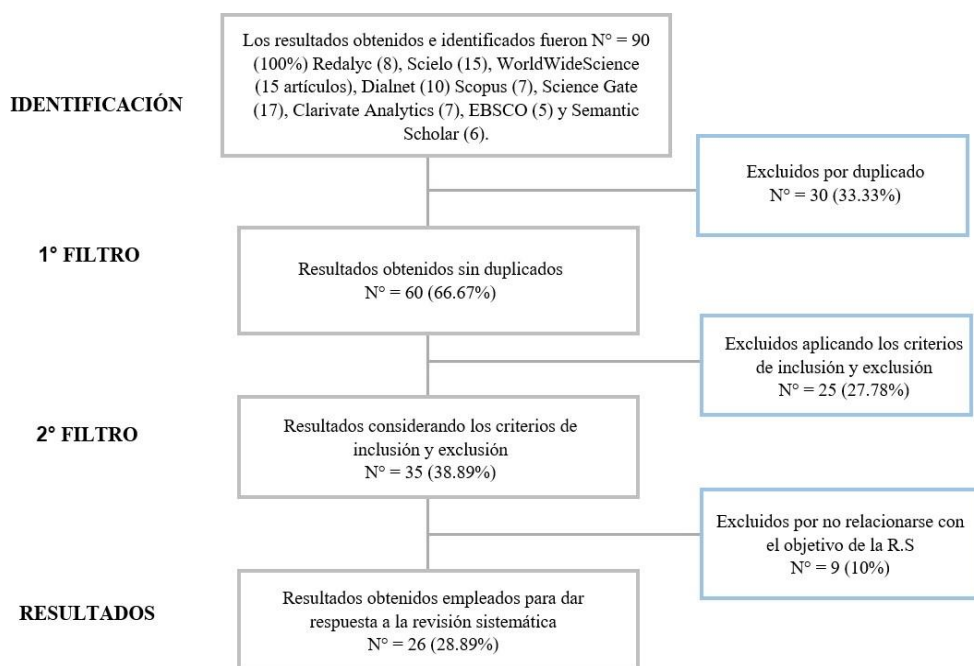 Los resultados obtenidos e identificados fueron N° = 90
(100%) Redalyc (8), Scielo (15), WorldWideScience
(15 artículos), Dialnet (10) Scopus (7), Science Gate
(17), Clarivate Analytics (7), EBSCO (5) y Semantic
Scholar (6).
IDENTIFICACIÓN
Excluidos por duplicado
N° = 30 (33.33%)
1° FILTRO
Resultados obtenidos sin duplicados
N° = 60 (66.67%)
Excluidos aplicando los criterios
de inclusión y exclusión
N° = 25 (27.78%)
2° FILTRO
Resultados considerando los criterios de
inclusión y exclusión
N° = 35 (38.89%)
Excluidos por no relacionarse con
el objetivo de la R.S
N° = 9 (10%)
RESULTADOS
Resultados obtenidos empleados para dar
respuesta a la revisión sistemática
N° = 26 (28.89%)